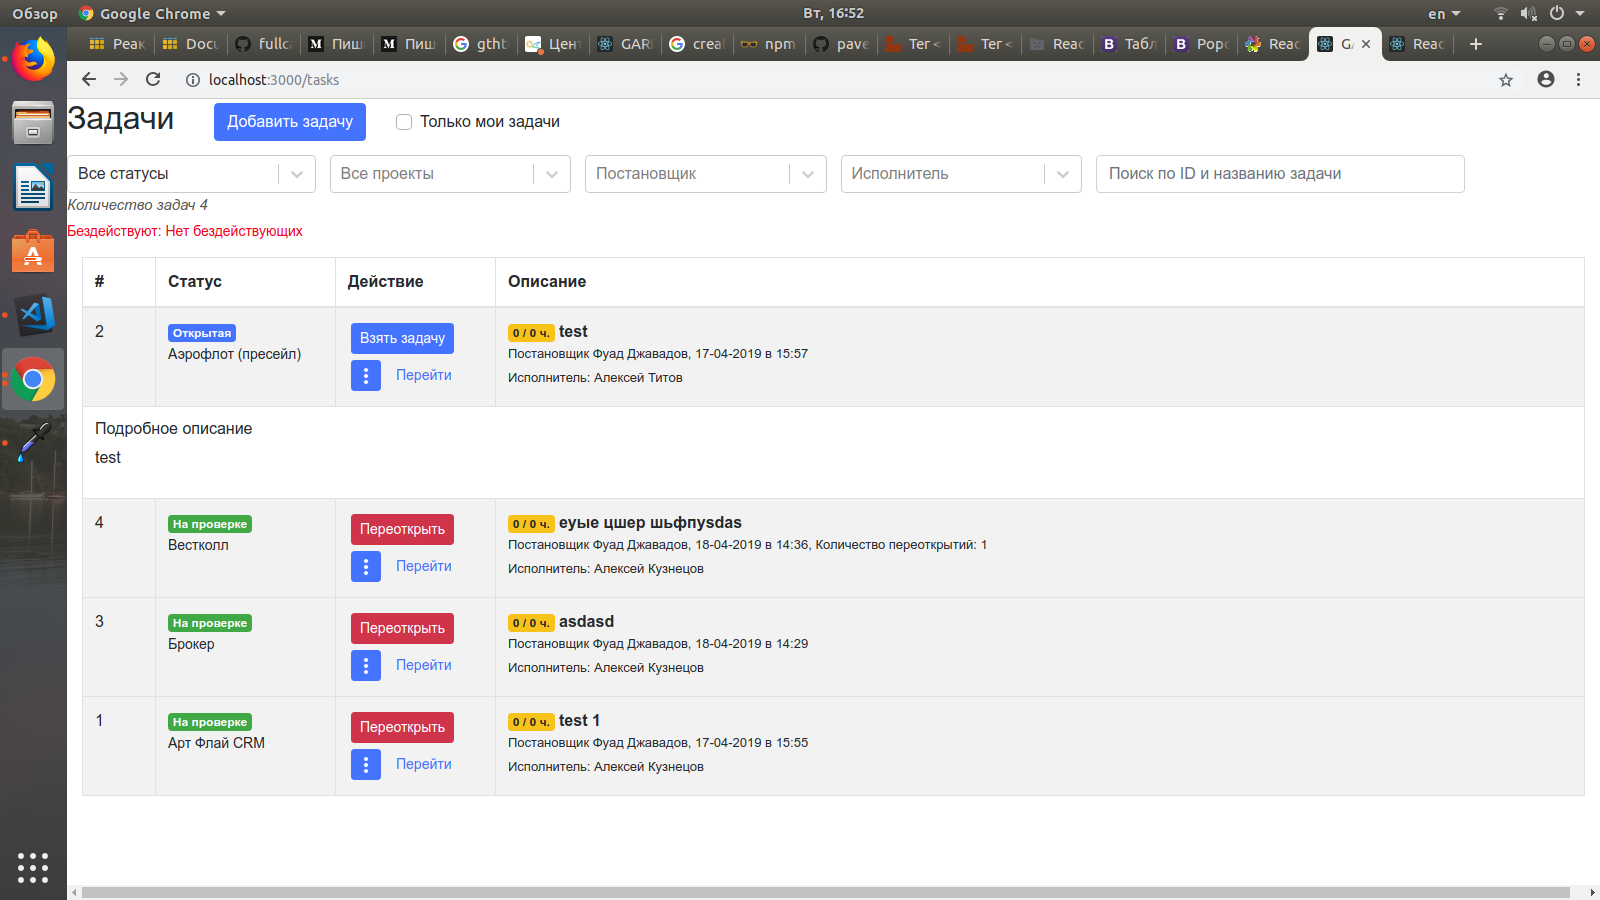 Обзор Google Chrome Вт, 16:52 en
Реак Docu fullc Пиш Пиш gtht Цент GAR crea npm pave Тег < Тег < Reac Табл Popc Reac GA Reac
localhost:3000/tasks
Задачи Добавить задачу Только мои задачи
Все статусы Все проекты Постановщик Исполнитель Поиск по ID и названию задачи
Количество задач 4
Бездействуют: Нет бездействующих
# Статус Действие Описание
2 Открытая Взять задачу 0 / 0 ч. test
Аэрофлот (пресейл) Постановщик Фуад Джавадов, 17-04-2019 в 15:57
Перейти Исполнитель: Алексей Титов
Подробное описание
test
4 На проверке Переоткрыть 0 / 0 ч. еуые цшер шьфпуsdas
Вестколл Постановщик Фуад Джавадов, 18-04-2019 в 14:36, Количество переоткрытий: 1
Перейти Исполнитель: Алексей Кузнецов
3 На проверке Переоткрыть 0 / 0 ч. asdasd
Брокер Постановщик Фуад Джавадов, 18-04-2019 в 14:29
Перейти Исполнитель: Алексей Кузнецов
1 На проверке Переоткрыть 0 / 0 ч. test 1
Арт Флай CRM Постановщик Фуад Джавадов, 17-04-2019 в 15:55
Перейти Исполнитель: Алексей Кузнецов